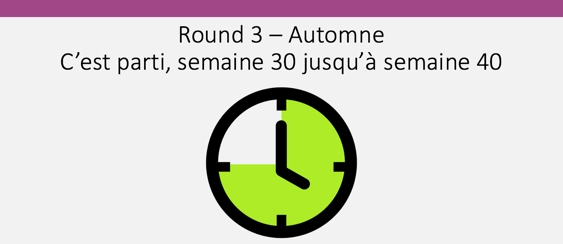 Round 3 – Automne
C’est parti, semaine 30 jusqu’à semaine 40